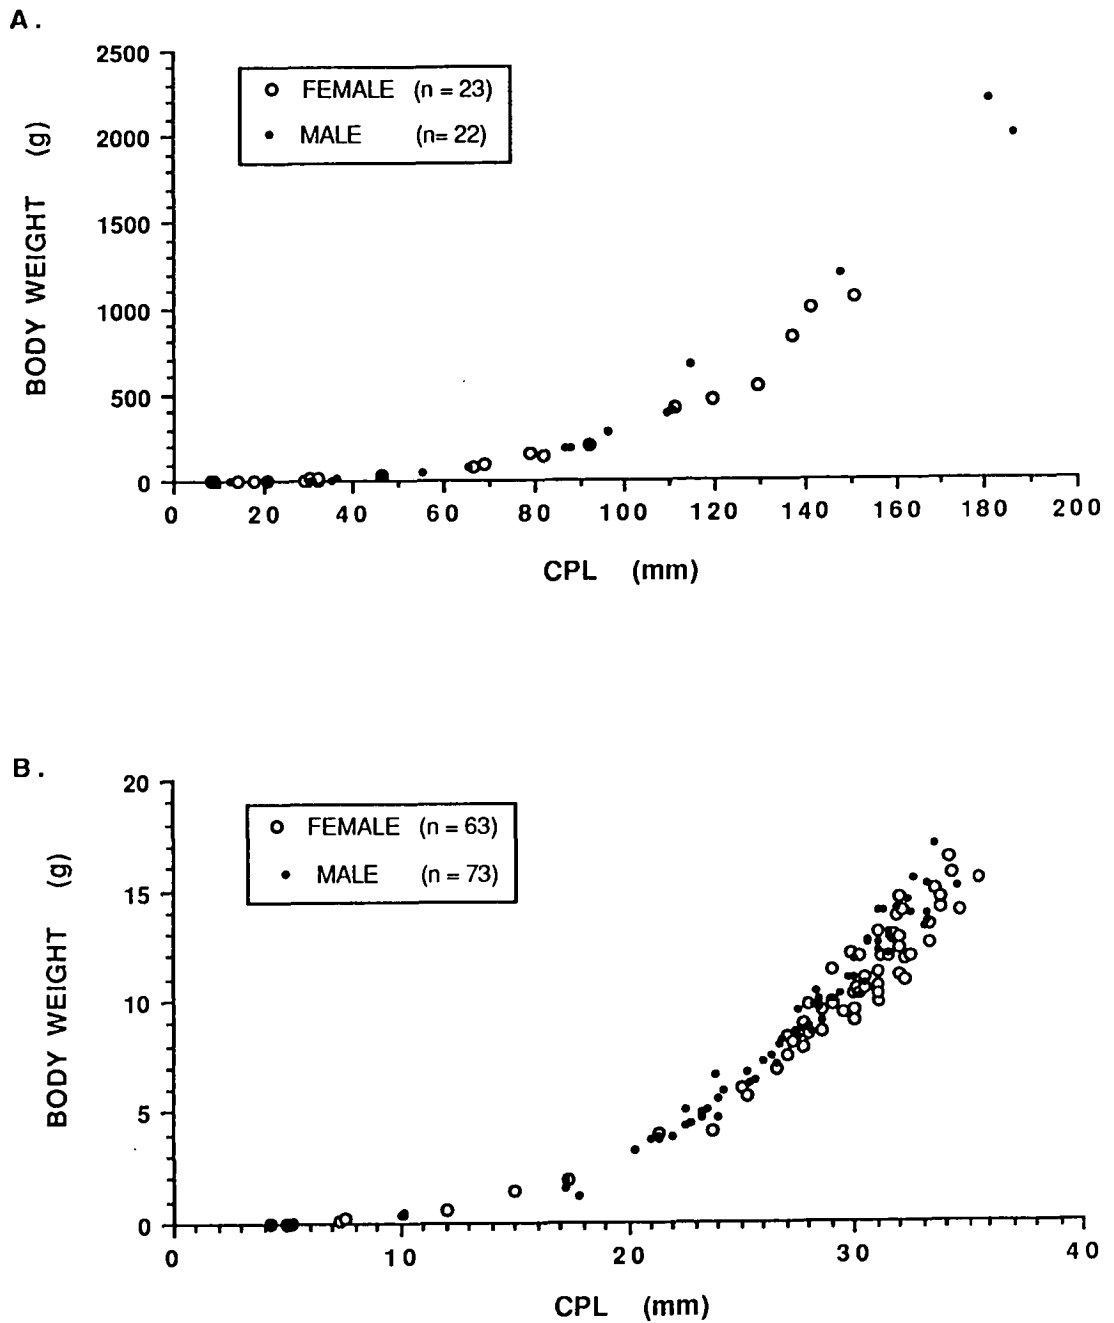 A.
2500
2000
1500
1000
500
0
BODY WEIGHT (g)
FEMALE (n = 23)
MALE (n= 22)
0 20 40 60 80 100 120 140 160 180 200
CPL (mm)
B.
20
15
10
5
0
BODY WEIGHT (g)
FEMALE (n = 63)
MALE (n = 73)
0 10 20 30 40
CPL (mm)